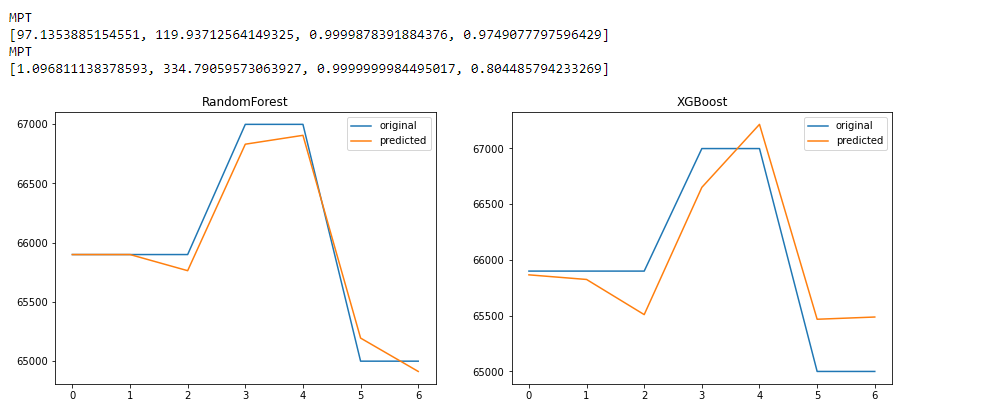 MPT
[97.1353885154551, 119.93712564149325, 0.9999878391884376, 0.9749077797596429]
MPT
[1.096811138378593, 334.79059573063927, 0.9999999984495017, 0.804485794233269]
RandomForest
67000
66500
66000
65500
65000
original
predicted
0 1 2 3 4 5 6
XGBoost
67000
66500
66000
65500
65000
original
predicted
0 1 2 3 4 5 6